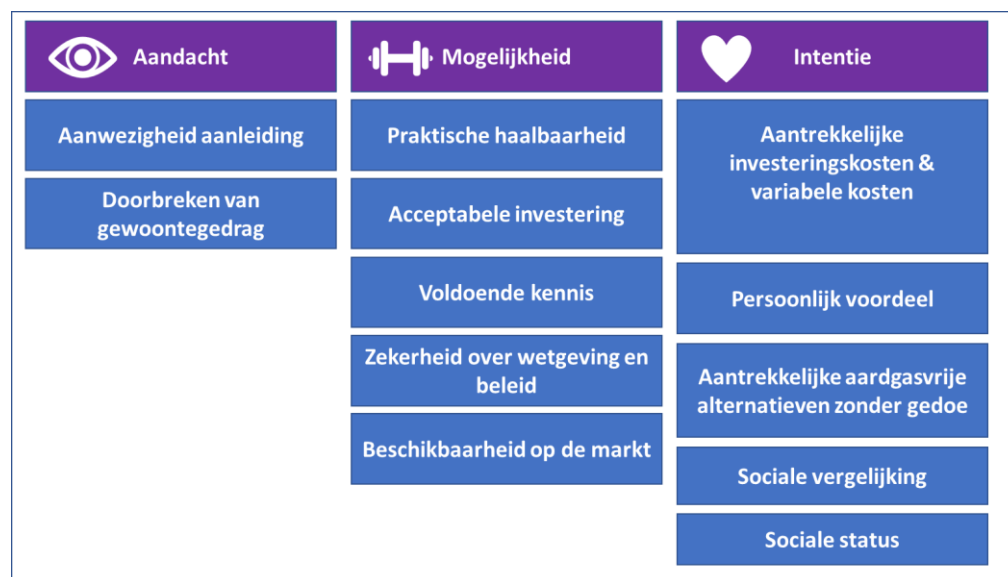 Aandacht
Aanwezigheid aanleiding
Doorbreken van
gewoontegedrag
Mogelijkheid
Praktische haalbaarheid
Acceptabele investering
Voldoende kennis
Zekerheid over wetgeving en
beleid
Beschikbaarheid op de markt
Intentie
Aantrekkelijke
investeringskosten &
variabele kosten
Persoonlijk voordeel
Aantrekkelijke aardgasvrije
alternatieven zonder gedoe
Sociale vergelijking
Sociale status